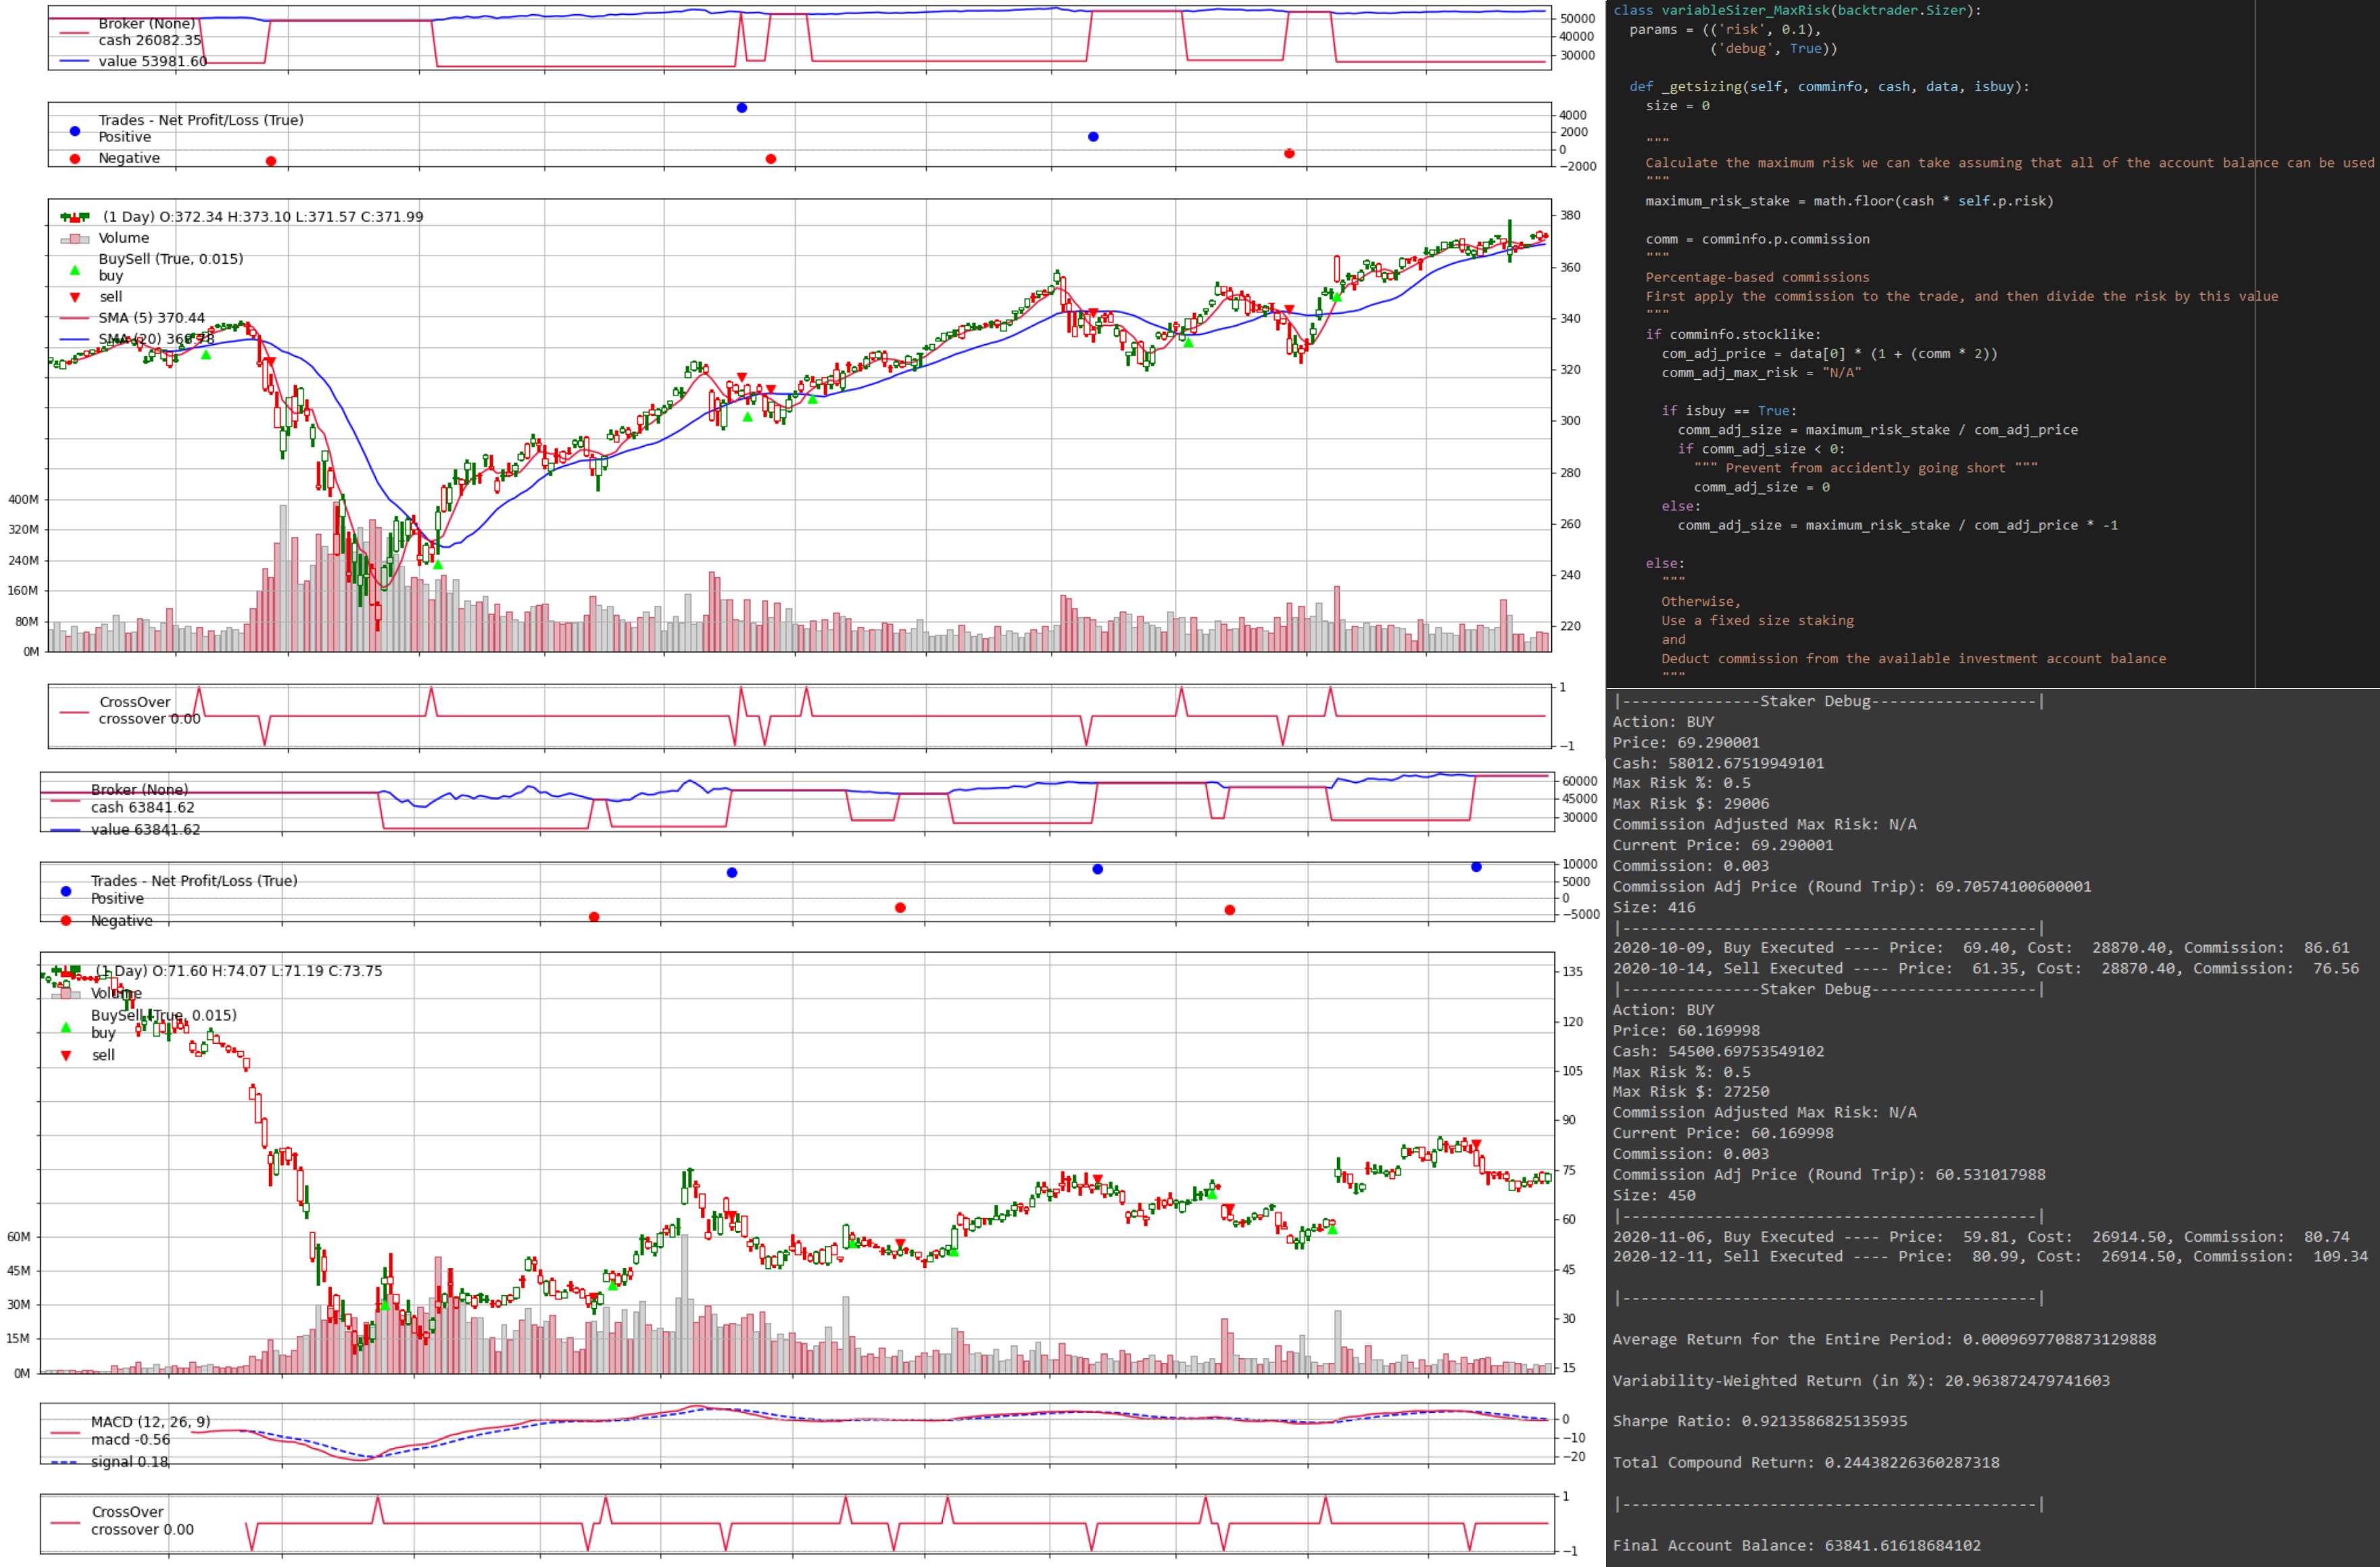 Broker (None)
cash 26082.35
value 53981.60
50000
40000
30000
Trades - Net Profit/Loss (True)
Positive
Negative
4000
2000
0
−2000
(1 Day) O:372.34 H:373.10 L:371.57 C:371.99
Volume
BuySell (True, 0.015)
buy
sell
SMA (5) 370.44
SMA (20)
380
360
340
320
300
280
260
240
220
400M
320M
240M
160M
80M
0M
CrossOver
crossover 0.00
1
−1
Broker (None)
cash 63841.62
value 63841.62
60000
45000
30000
Trades - Net Profit/Loss (True)
Positive
Negative
10000
5000
0
−5000
(1 Day) O:71.60 H:74.07 L:71.19 C:73.75
Volume
BuySell (True, 0.015)
buy
sell
135
120
105
90
75
60
45
30
15
60M
45M
30M
15M
0M
MACD (12, 26, 9)
macd -0.56
signal 0.18
0
−10
−20
CrossOver
crossover 0.00
1
−1
class variableSizer_MaxRisk(backtrader.Sizer):
params = (('risk', 0.1),
('debug', True))
def _getsizing(self, comminfo, cash, data, isbuy):
size = 0
"""
Calculate the maximum risk we can take assuming that all of the account balance can be used
"""
maximum_risk_stake = math.floor(cash * self.p.risk)
comm = comminfo.p.commission
"""
Percentage-based commissions
First apply the commission to the trade, and then divide the risk by this value
"""
if comminfo.stocklike:
com_adj_price = data[0] * (1 + (comm * 2))
comm_adj_max_risk = "N/A"
if isbuy == True:
comm_adj_size = maximum_risk_stake / com_adj_price
if comm_adj_size < 0:
""" Prevent from accidently going short """
comm_adj_size = 0
else:
comm_adj_size = maximum_risk_stake / com_adj_price * -1
else:
"""
Otherwise,
Use a fixed size staking
and
Deduct commission from the available investment account balance
"""
|---------------Staker Debug------------------|
Action: BUY
Price: 69.290001
Cash: 58012.67519949101
Max Risk %: 0.5
Max Risk $: 29006
Commission Adjusted Max Risk: N/A
Current Price: 69.290001
Commission: 0.003
Commission Adj Price (Round Trip): 69.70574100600001
Size: 416
|---------------------------------------------|
2020-10-09, Buy Executed ---- Price: 69.40, Cost: 28870.40, Commission: 86.61
2020-10-14, Sell Executed ---- Price: 61.35, Cost: 28870.40, Commission: 76.56
|---------------Staker Debug------------------|
Action: BUY
Price: 60.169998
Cash: 54500.69753549102
Max Risk %: 0.5
Max Risk $: 27250
Commission Adjusted Max Risk: N/A
Current Price: 60.169998
Commission: 0.003
Commission Adj Price (Round Trip): 60.531017988
Size: 450
|---------------------------------------------|
2020-11-06, Buy Executed ---- Price: 59.81, Cost: 26914.50, Commission: 80.74
2020-12-11, Sell Executed ---- Price: 80.99, Cost: 26914.50, Commission: 109.34
|---------------------------------------------|
Average Return for the Entire Period: 0.0009697708873129888
Variability-Weighted Return (in %): 20.963872479741603
Sharpe Ratio: 0.9213586825135935
Total Compound Return: 0.24438226360287318
|---------------------------------------------|
Final Account Balance: 63841.61618684102